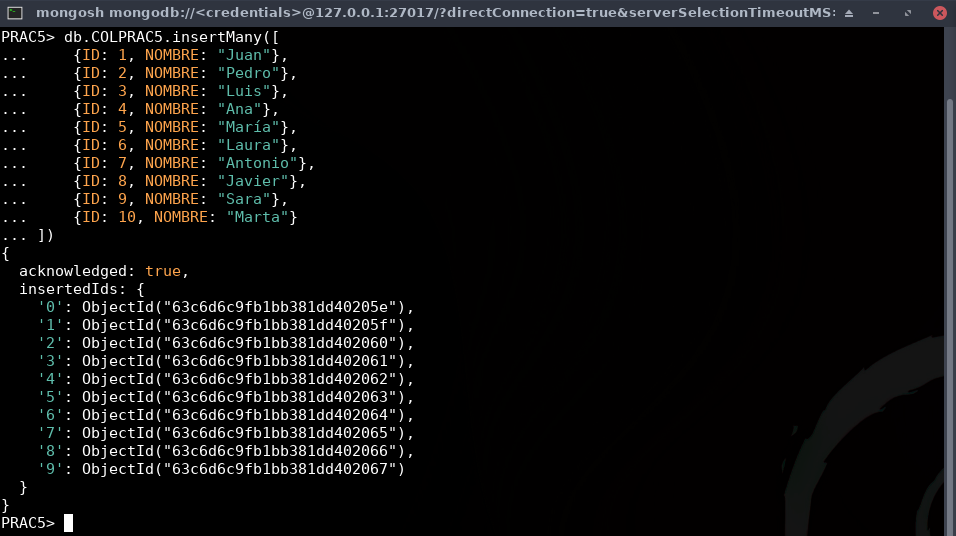 mongosh mongodb://<credentials>@127.0.0.1:27017/?directConnection=true&serverSelectionTimeoutMS:
PRAC5> db.COLPRAC5.insertMany([
...     {ID: 1, NOMBRE: "Juan"},
...     {ID: 2, NOMBRE: "Pedro"},
...     {ID: 3, NOMBRE: "Luis"},
...     {ID: 4, NOMBRE: "Ana"},
...     {ID: 5, NOMBRE: "María"},
...     {ID: 6, NOMBRE: "Laura"},
...     {ID: 7, NOMBRE: "Antonio"},
...     {ID: 8, NOMBRE: "Javier"},
...     {ID: 9, NOMBRE: "Sara"},
...     {ID: 10, NOMBRE: "Marta"}
... ])
{
  acknowledged: true,
  insertedIds: {
    '0': ObjectId("63c6d6c9fb1bb381dd40205e"),
    '1': ObjectId("63c6d6c9fb1bb381dd40205f"),
    '2': ObjectId("63c6d6c9fb1bb381dd402060"),
    '3': ObjectId("63c6d6c9fb1bb381dd402061"),
    '4': ObjectId("63c6d6c9fb1bb381dd402062"),
    '5': ObjectId("63c6d6c9fb1bb381dd402063"),
    '6': ObjectId("63c6d6c9fb1bb381dd402064"),
    '7': ObjectId("63c6d6c9fb1bb381dd402065"),
    '8': ObjectId("63c6d6c9fb1bb381dd402066"),
    '9': ObjectId("63c6d6c9fb1bb381dd402067")
  }
}
PRAC5>